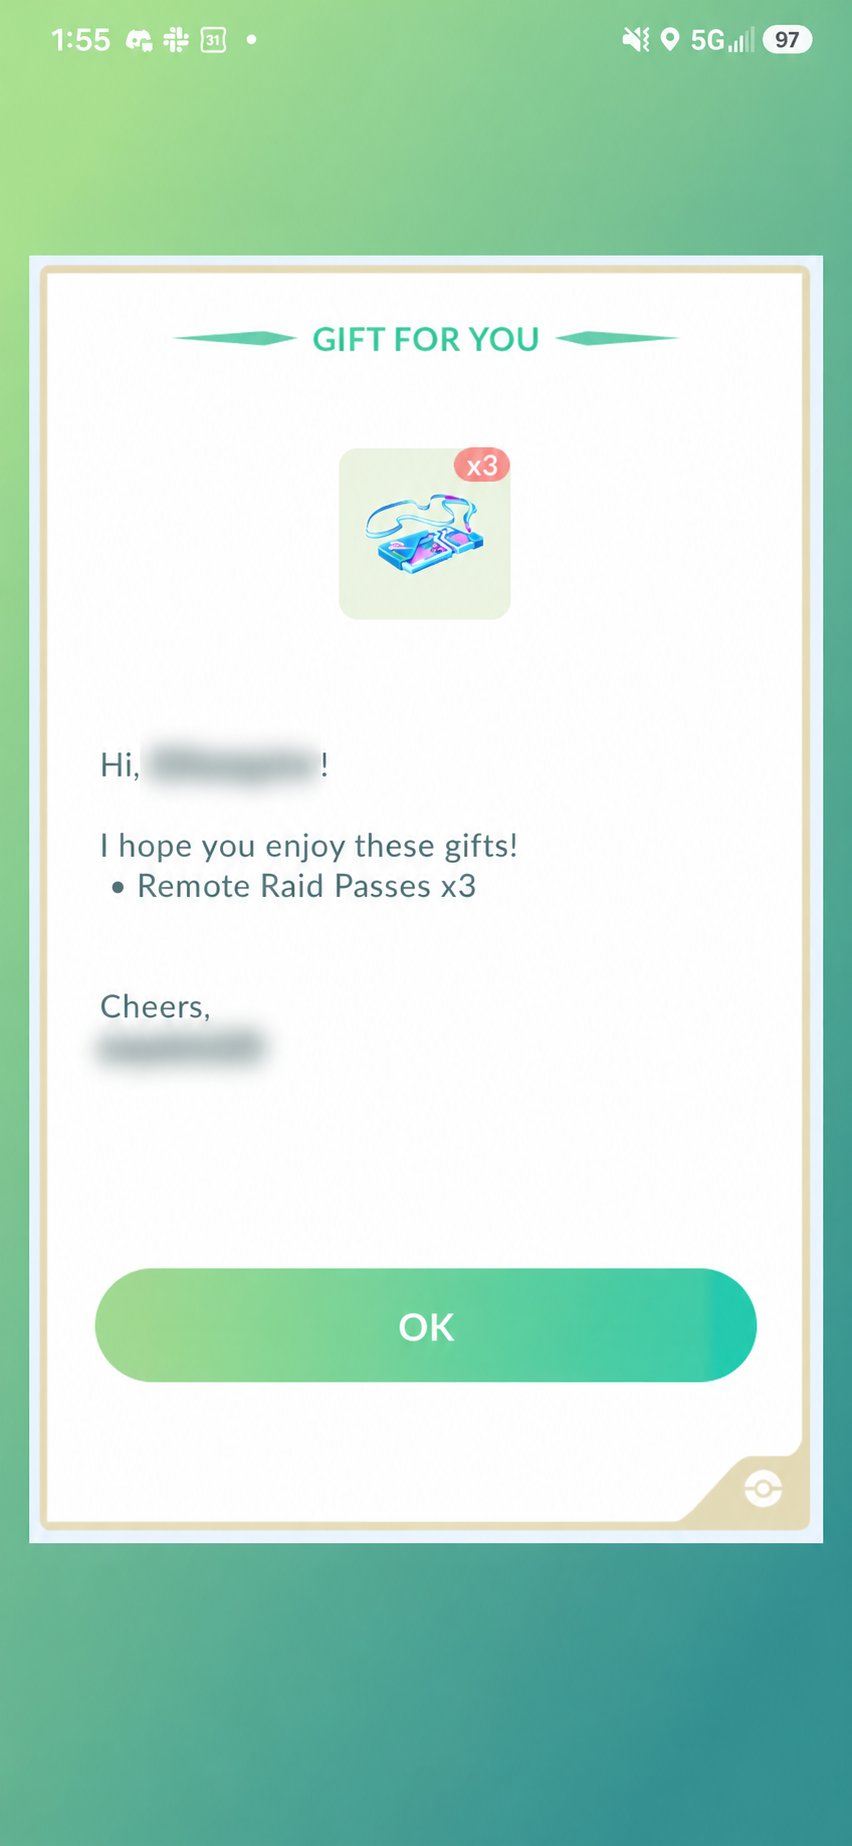 1:55 31 5G 97
GIFT FOR YOU
x3
Hi, !
I hope you enjoy these gifts!
• Remote Raid Passes x3
Cheers,
OK